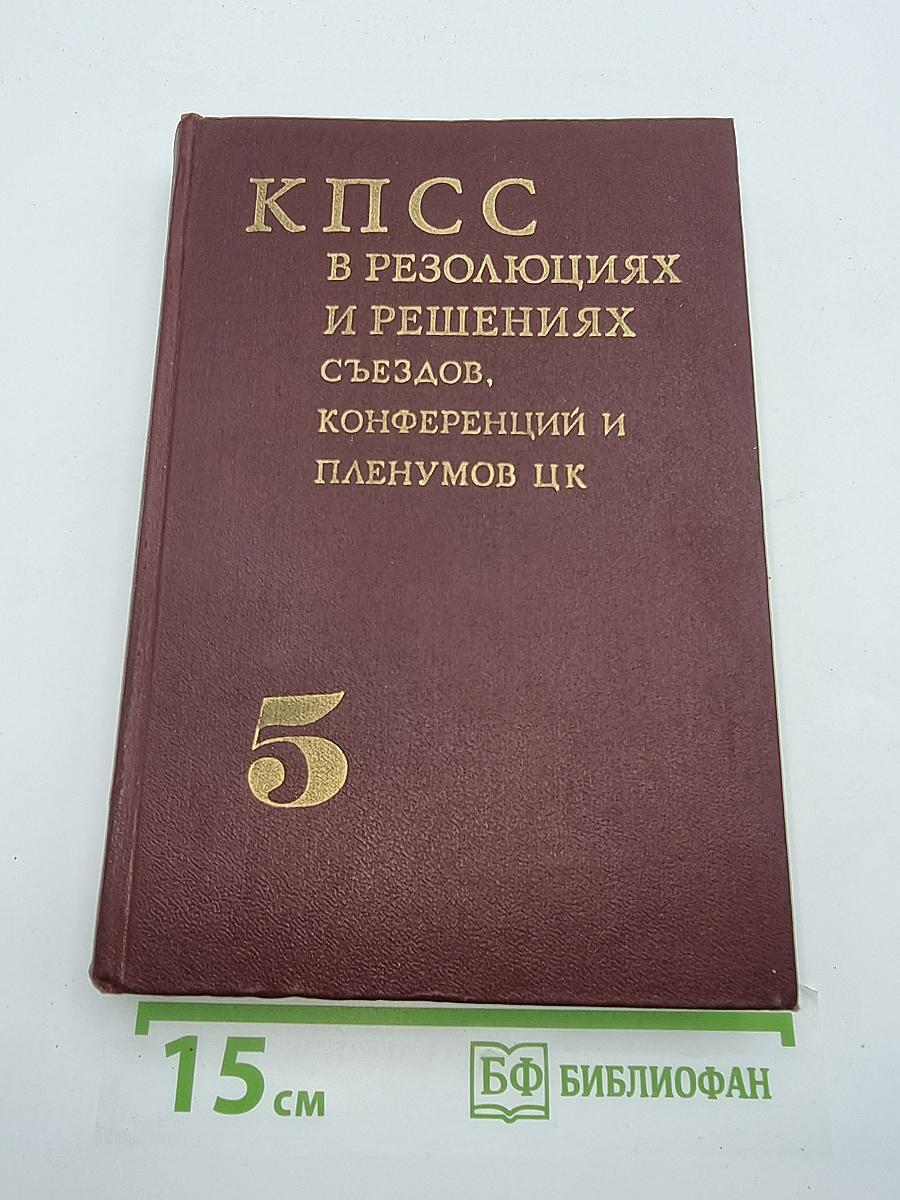 КПСС
В РЕЗОЛЮЦИЯХ
И РЕШЕНИЯХ
СЪЕЗДОВ,
КОНФЕРЕНЦИЙ И
ПЛЕНУМОВ ЦК
5
15 см
БФ БИБЛИОФАН